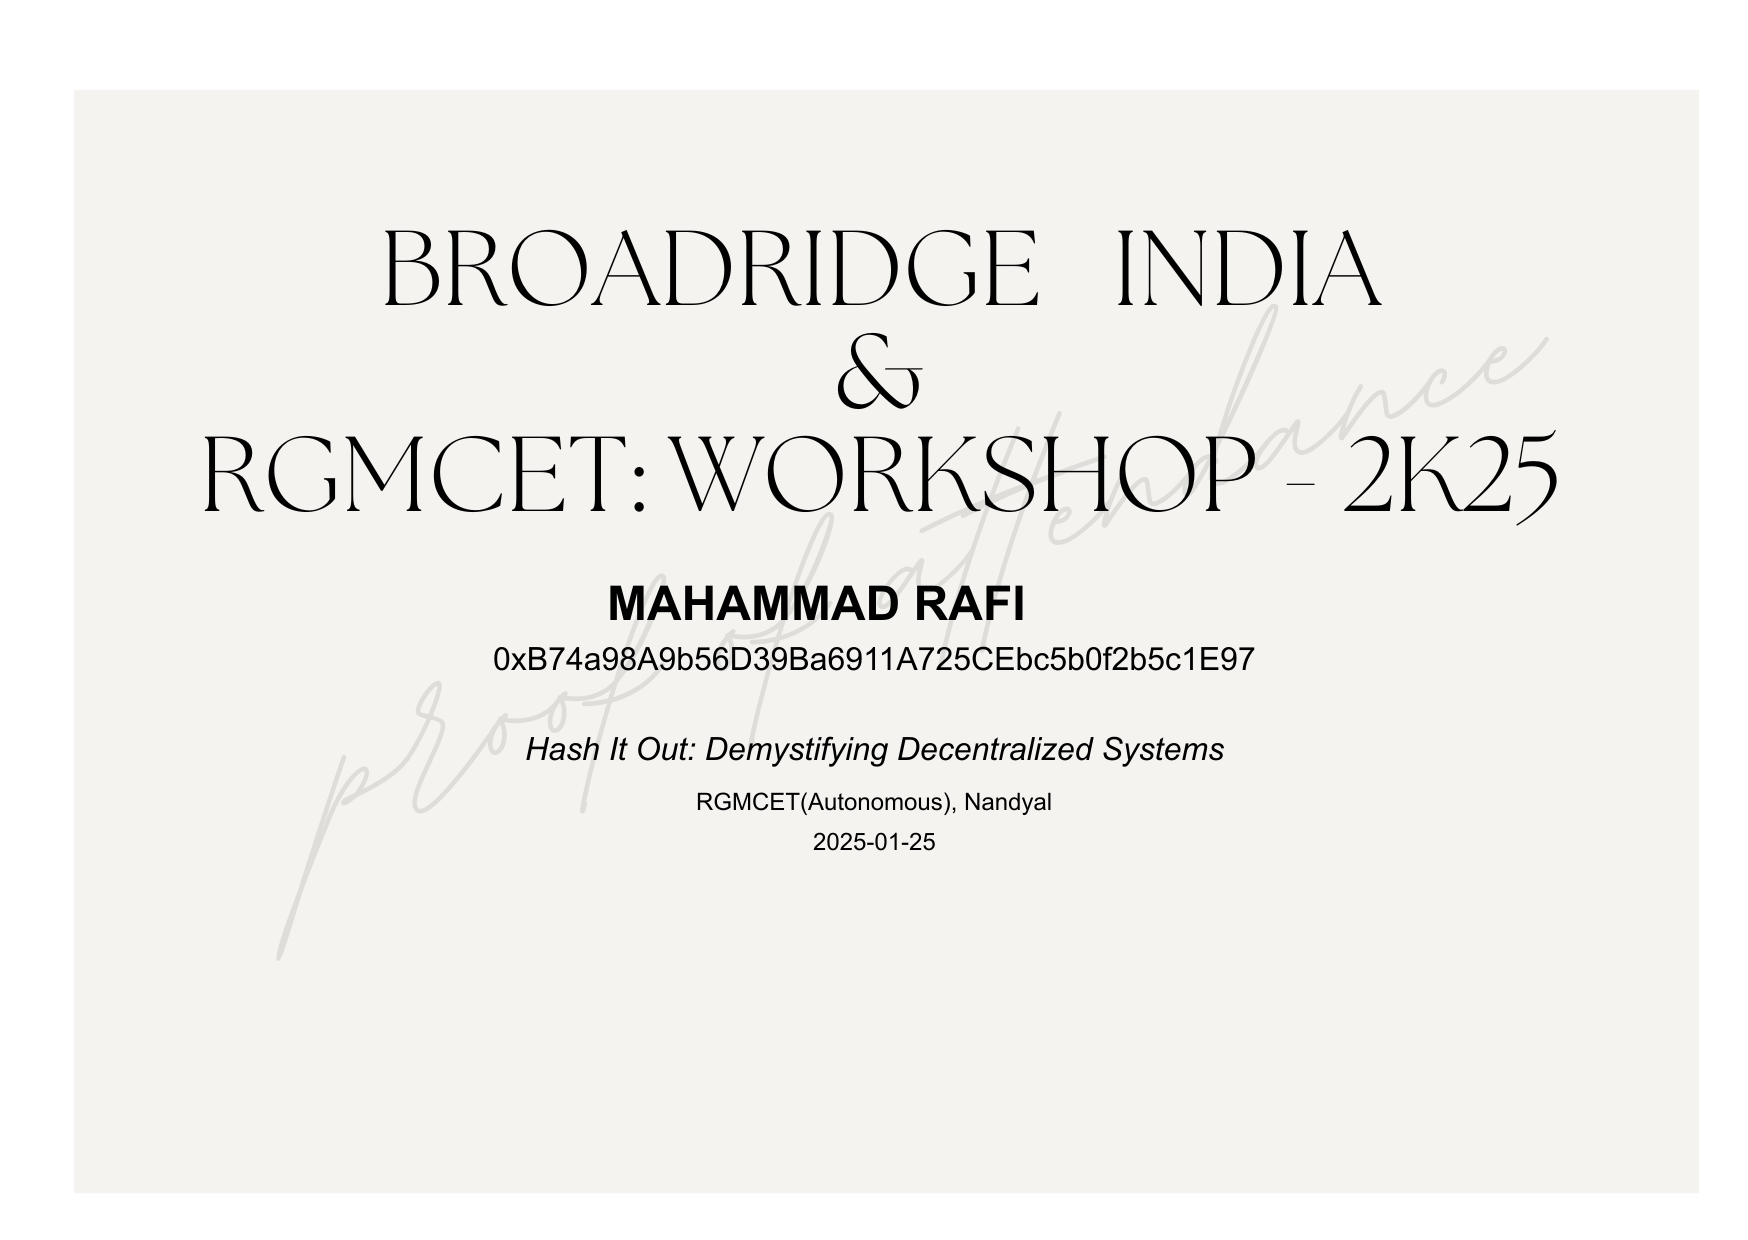 BROADRIDGE INDIA
&
RGMCET: WORKSHOP - 2K25
proof of attendance
MAHAMMAD RAFI
0xB74a98A9b56D39Ba6911A725CEbc5b0f2b5c1E97
Hash It Out: Demystifying Decentralized Systems
RGMCET(Autonomous), Nandyal
2025-01-25